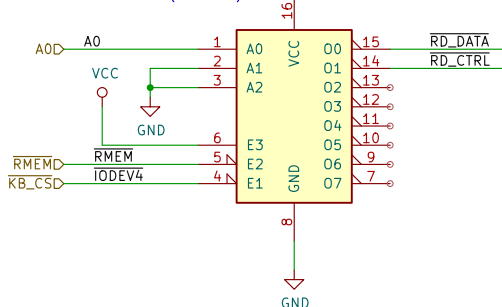 16
A0 A0 1 A0 VCC O0 15 RD_DATA
2 A1 O1 14 RD_CTRL
VCC 3 A2 O2 13
O3 12
GND O4 11
6 E3 O5 10
RMEM RMEM 5 E2 GND O6 9
KB_CS IODEV4 4 E1 O7 7
8
GND